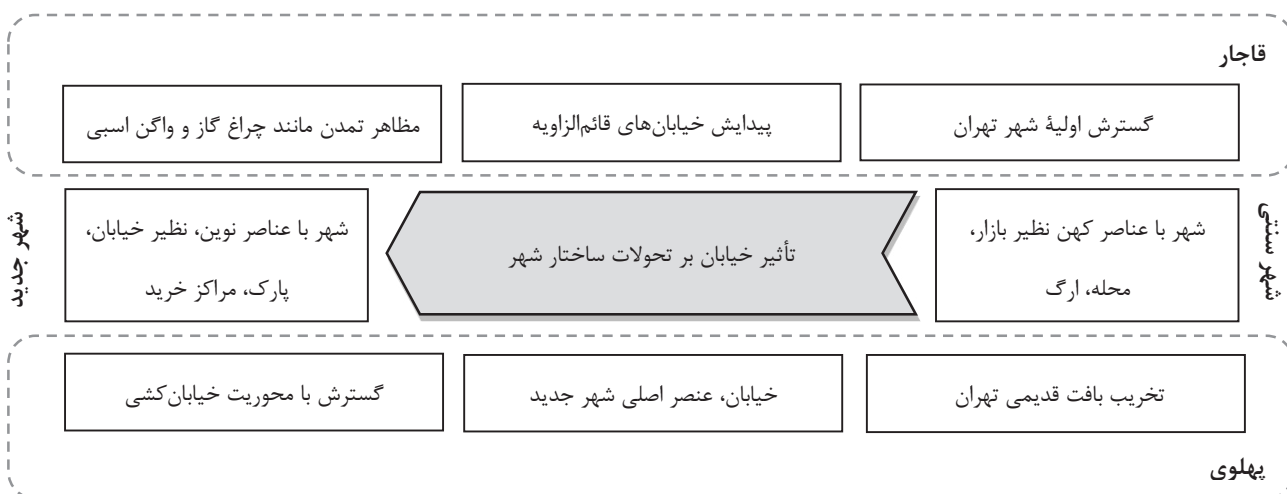 قاجار
گسترش اولیهٔ شهر تهران
پیدایش خیابان‌های قائم‌الزاویه
مظاهر تمدن مانند چراغ گاز و واگن اسبی
شهر سنتی
شهر با عناصر کهن نظیر بازار،
محله، ارگ
تأثیر خیابان بر تحولات ساختار شهر
شهر با عناصر نوین، نظیر خیابان،
پارک، مراکز خرید
شهر جدید
تخریب بافت قدیمی تهران
خیابان، عنصر اصلی شهر جدید
گسترش با محوریت خیابان‌کشی
پهلوی